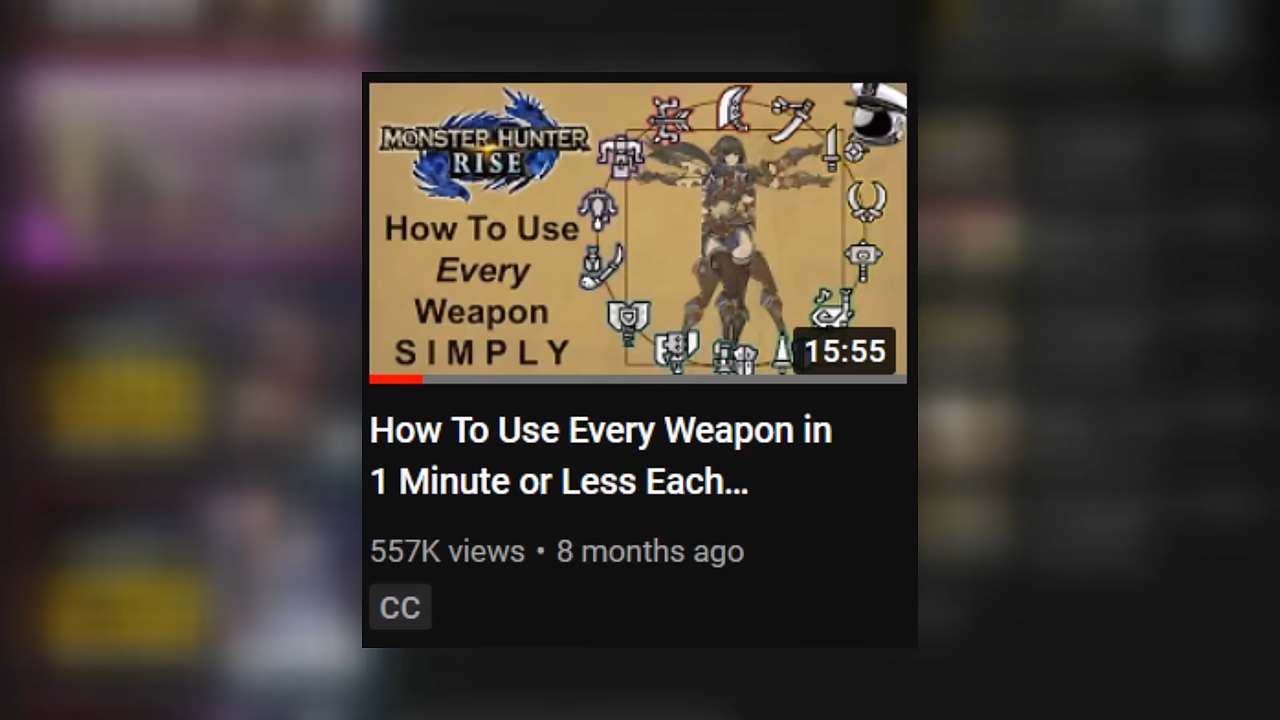 MONSTER HUNTER
RISE
How To Use
Every
Weapon
SIMPLY
15:55
How To Use Every Weapon in
1 Minute or Less Each...
557K views • 8 months ago
CC